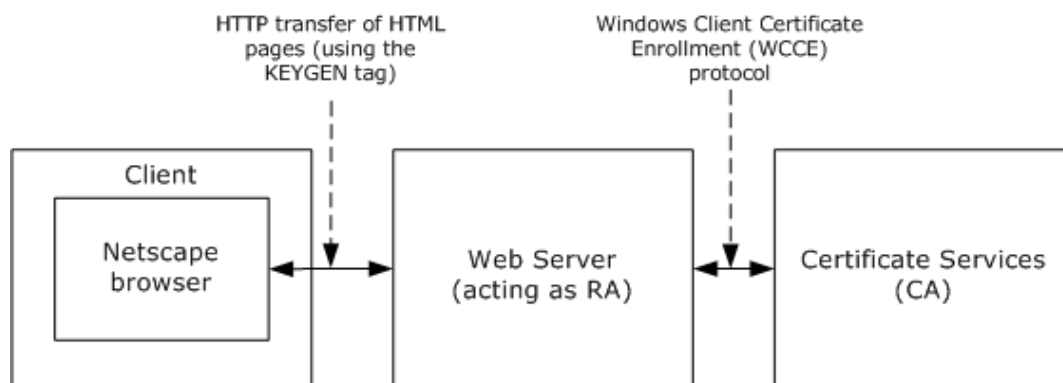 HTTP transfer of HTML
pages (using the
KEYGEN tag)
Windows Client Certificate
Enrollment (WCCE)
protocol
Client
Netscape
browser
Web Server
(acting as RA)
Certificate Services
(CA)